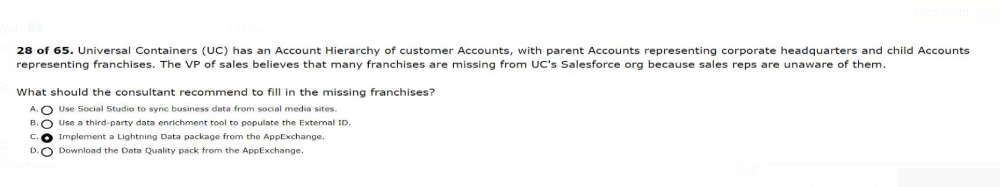 sales cloud
Web
28 of 65. Universal Containers (UC) has an Account Hierarchy of customer Accounts, with parent Accounts representing corporate headquarters and child Accounts
representing franchises. The VP of sales believes that many franchises are missing from UC's Salesforce org because sales reps are unaware of them.
What should the consultant recommend to fill in the missing franchises?
A. Use Social Studio to sync business data from social media sites.
B. Use a third-party data enrichment tool to populate the External ID.
C. Implement a Lightning Data package from the AppExchange.
D. Download the Data Quality pack from the AppExchange.